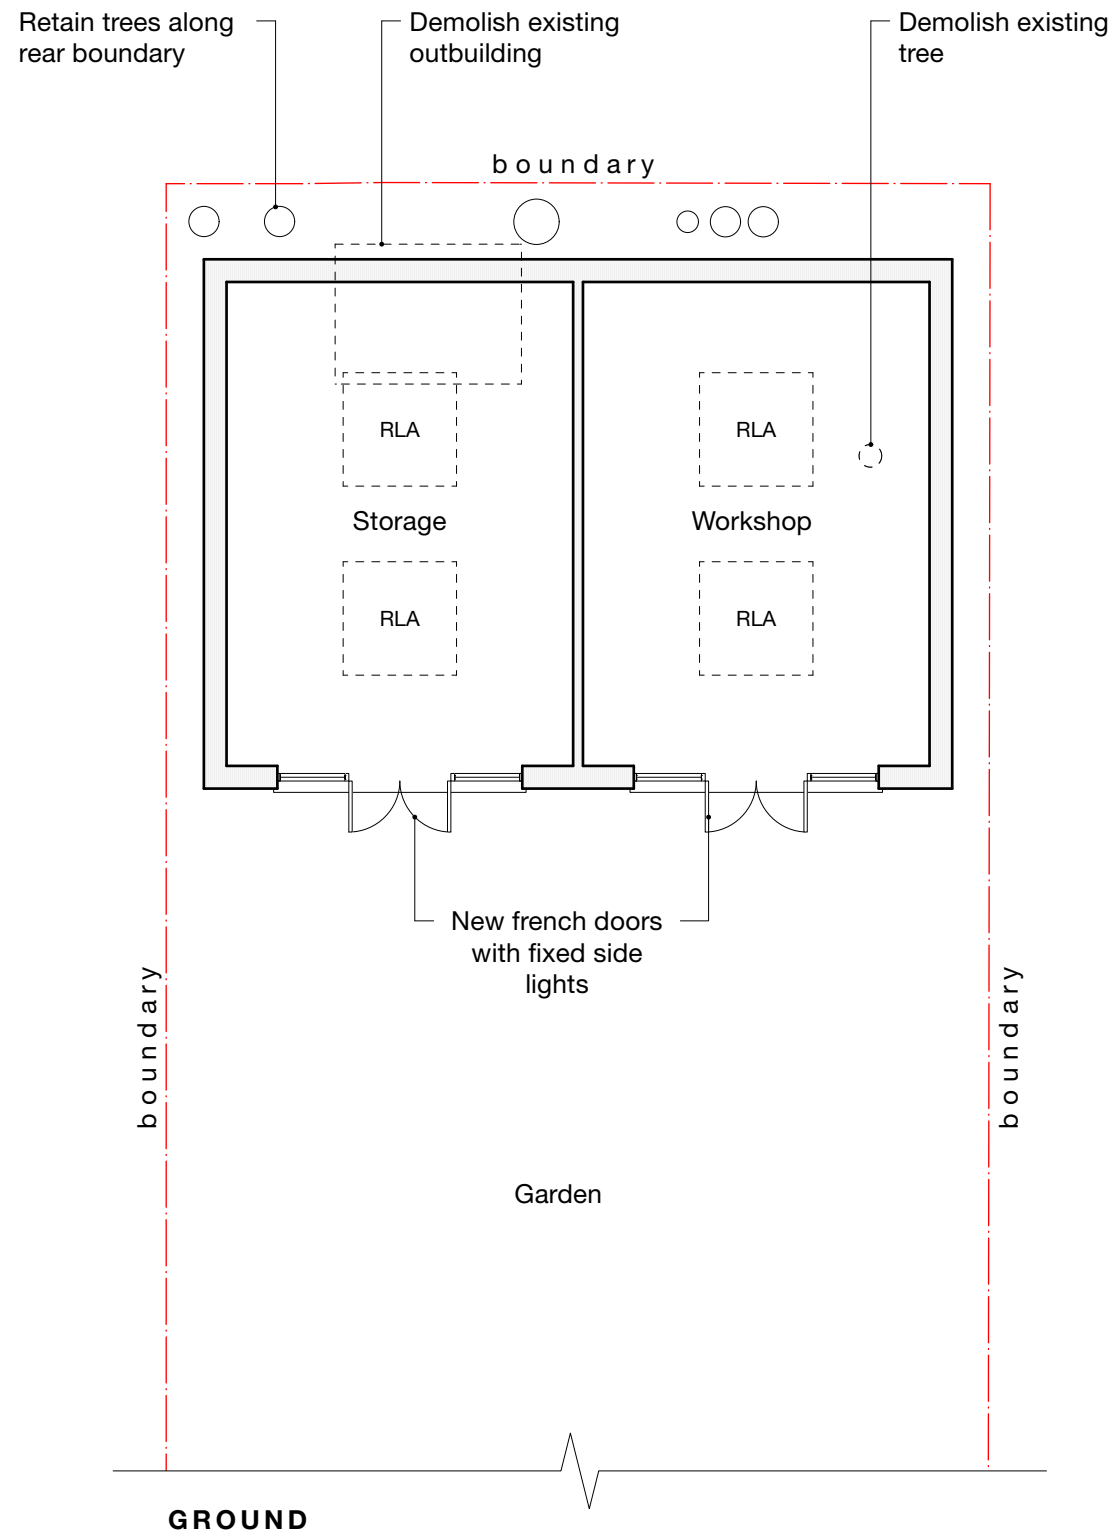 Retain trees along
rear boundary
Demolish existing
outbuilding
Demolish existing
tree
boundary
RLA
RLA
Storage
Workshop
RLA
RLA
New french doors
with fixed side
lights
boundary
boundary
Garden
GROUND